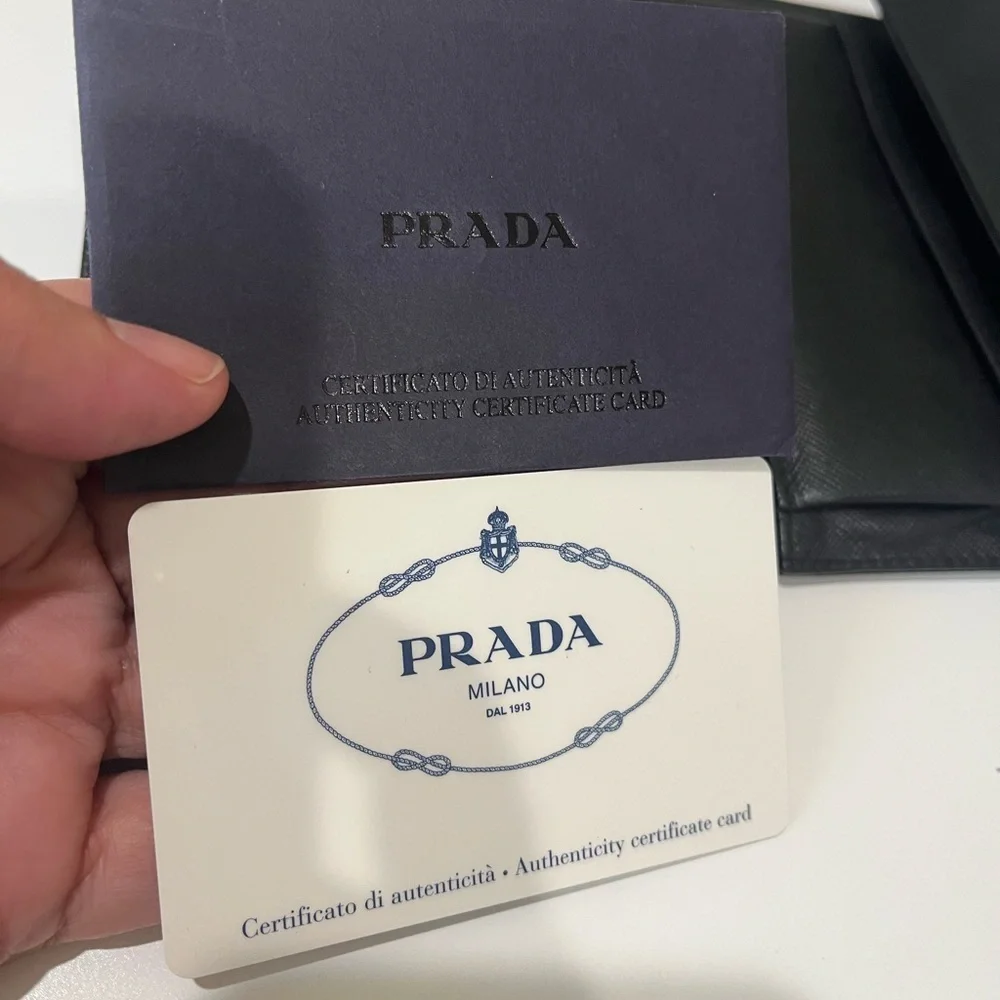 PRADA
CERTIFICATO DI AUTENTICITÀ
AUTHENTICITY CERTIFICATE CARD
PRADA
MILANO
DAL 1913
Certificato di autenticità • Authenticity certificate card